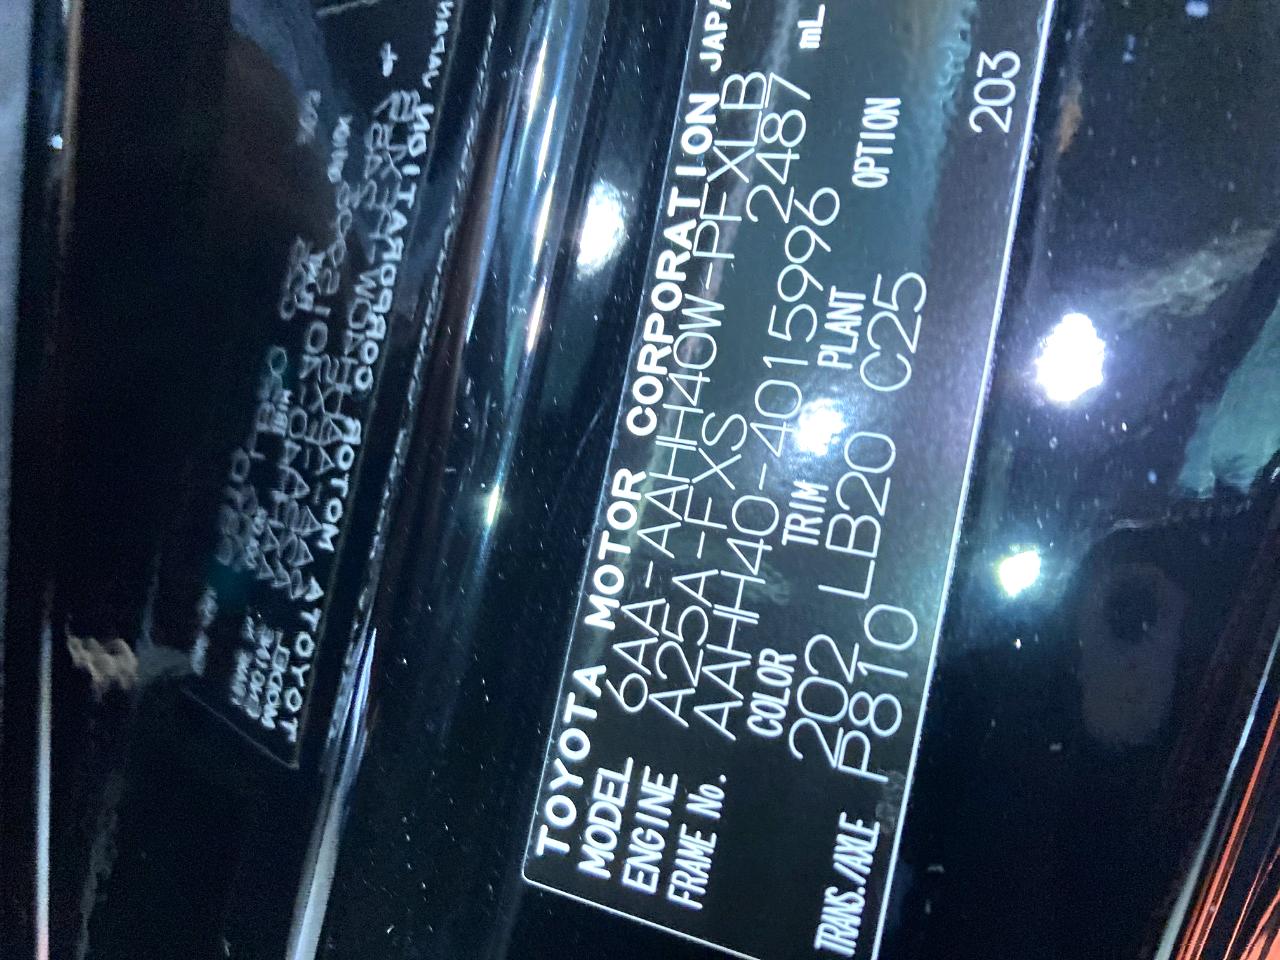 TOYOTA MOTOR CORPORATION JAPA
MODEL 6AA-AAHH40W-PFXLB
ENGINE A25A-FXS 2487 mL
FRAME No. AAHH40-4015996
COLOR TRIM PLANT OPTION
202 LB20 C25
TRANS./AXLE P810
203